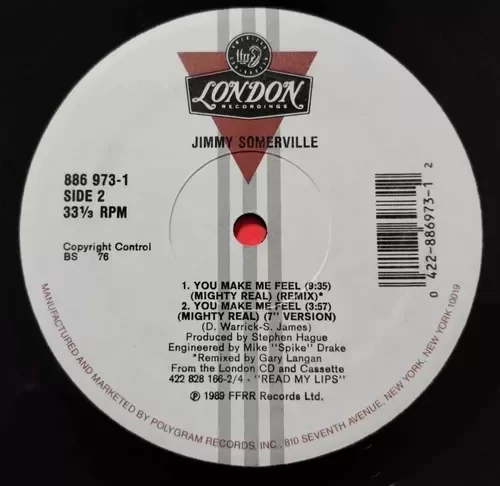 LONDON
RECORDINGS
JIMMY SOMERVILLE
886 973-1
SIDE 2
33⅓ RPM
Copyright Control
BS 76
0 422-886973-1 2
1. YOU MAKE ME FEEL (9:35)
(MIGHTY REAL) (REMIX)*
2. YOU MAKE ME FEEL (3:57)
(MIGHTY REAL) (7" VERSION)
(D. Warrick-S. James)
Produced by Stephen Hague
Engineered by Mike "Spike" Drake
*Remixed by Gary Langan
From the London CD and Cassette
422 828 166-2/4 - "READ MY LIPS"
℗ 1989 FFRR Records Ltd.
MANUFACTURED AND MARKETED BY POLYGRAM RECORDS, INC., 810 SEVENTH AVENUE, NEW YORK, NEW YORK 10019